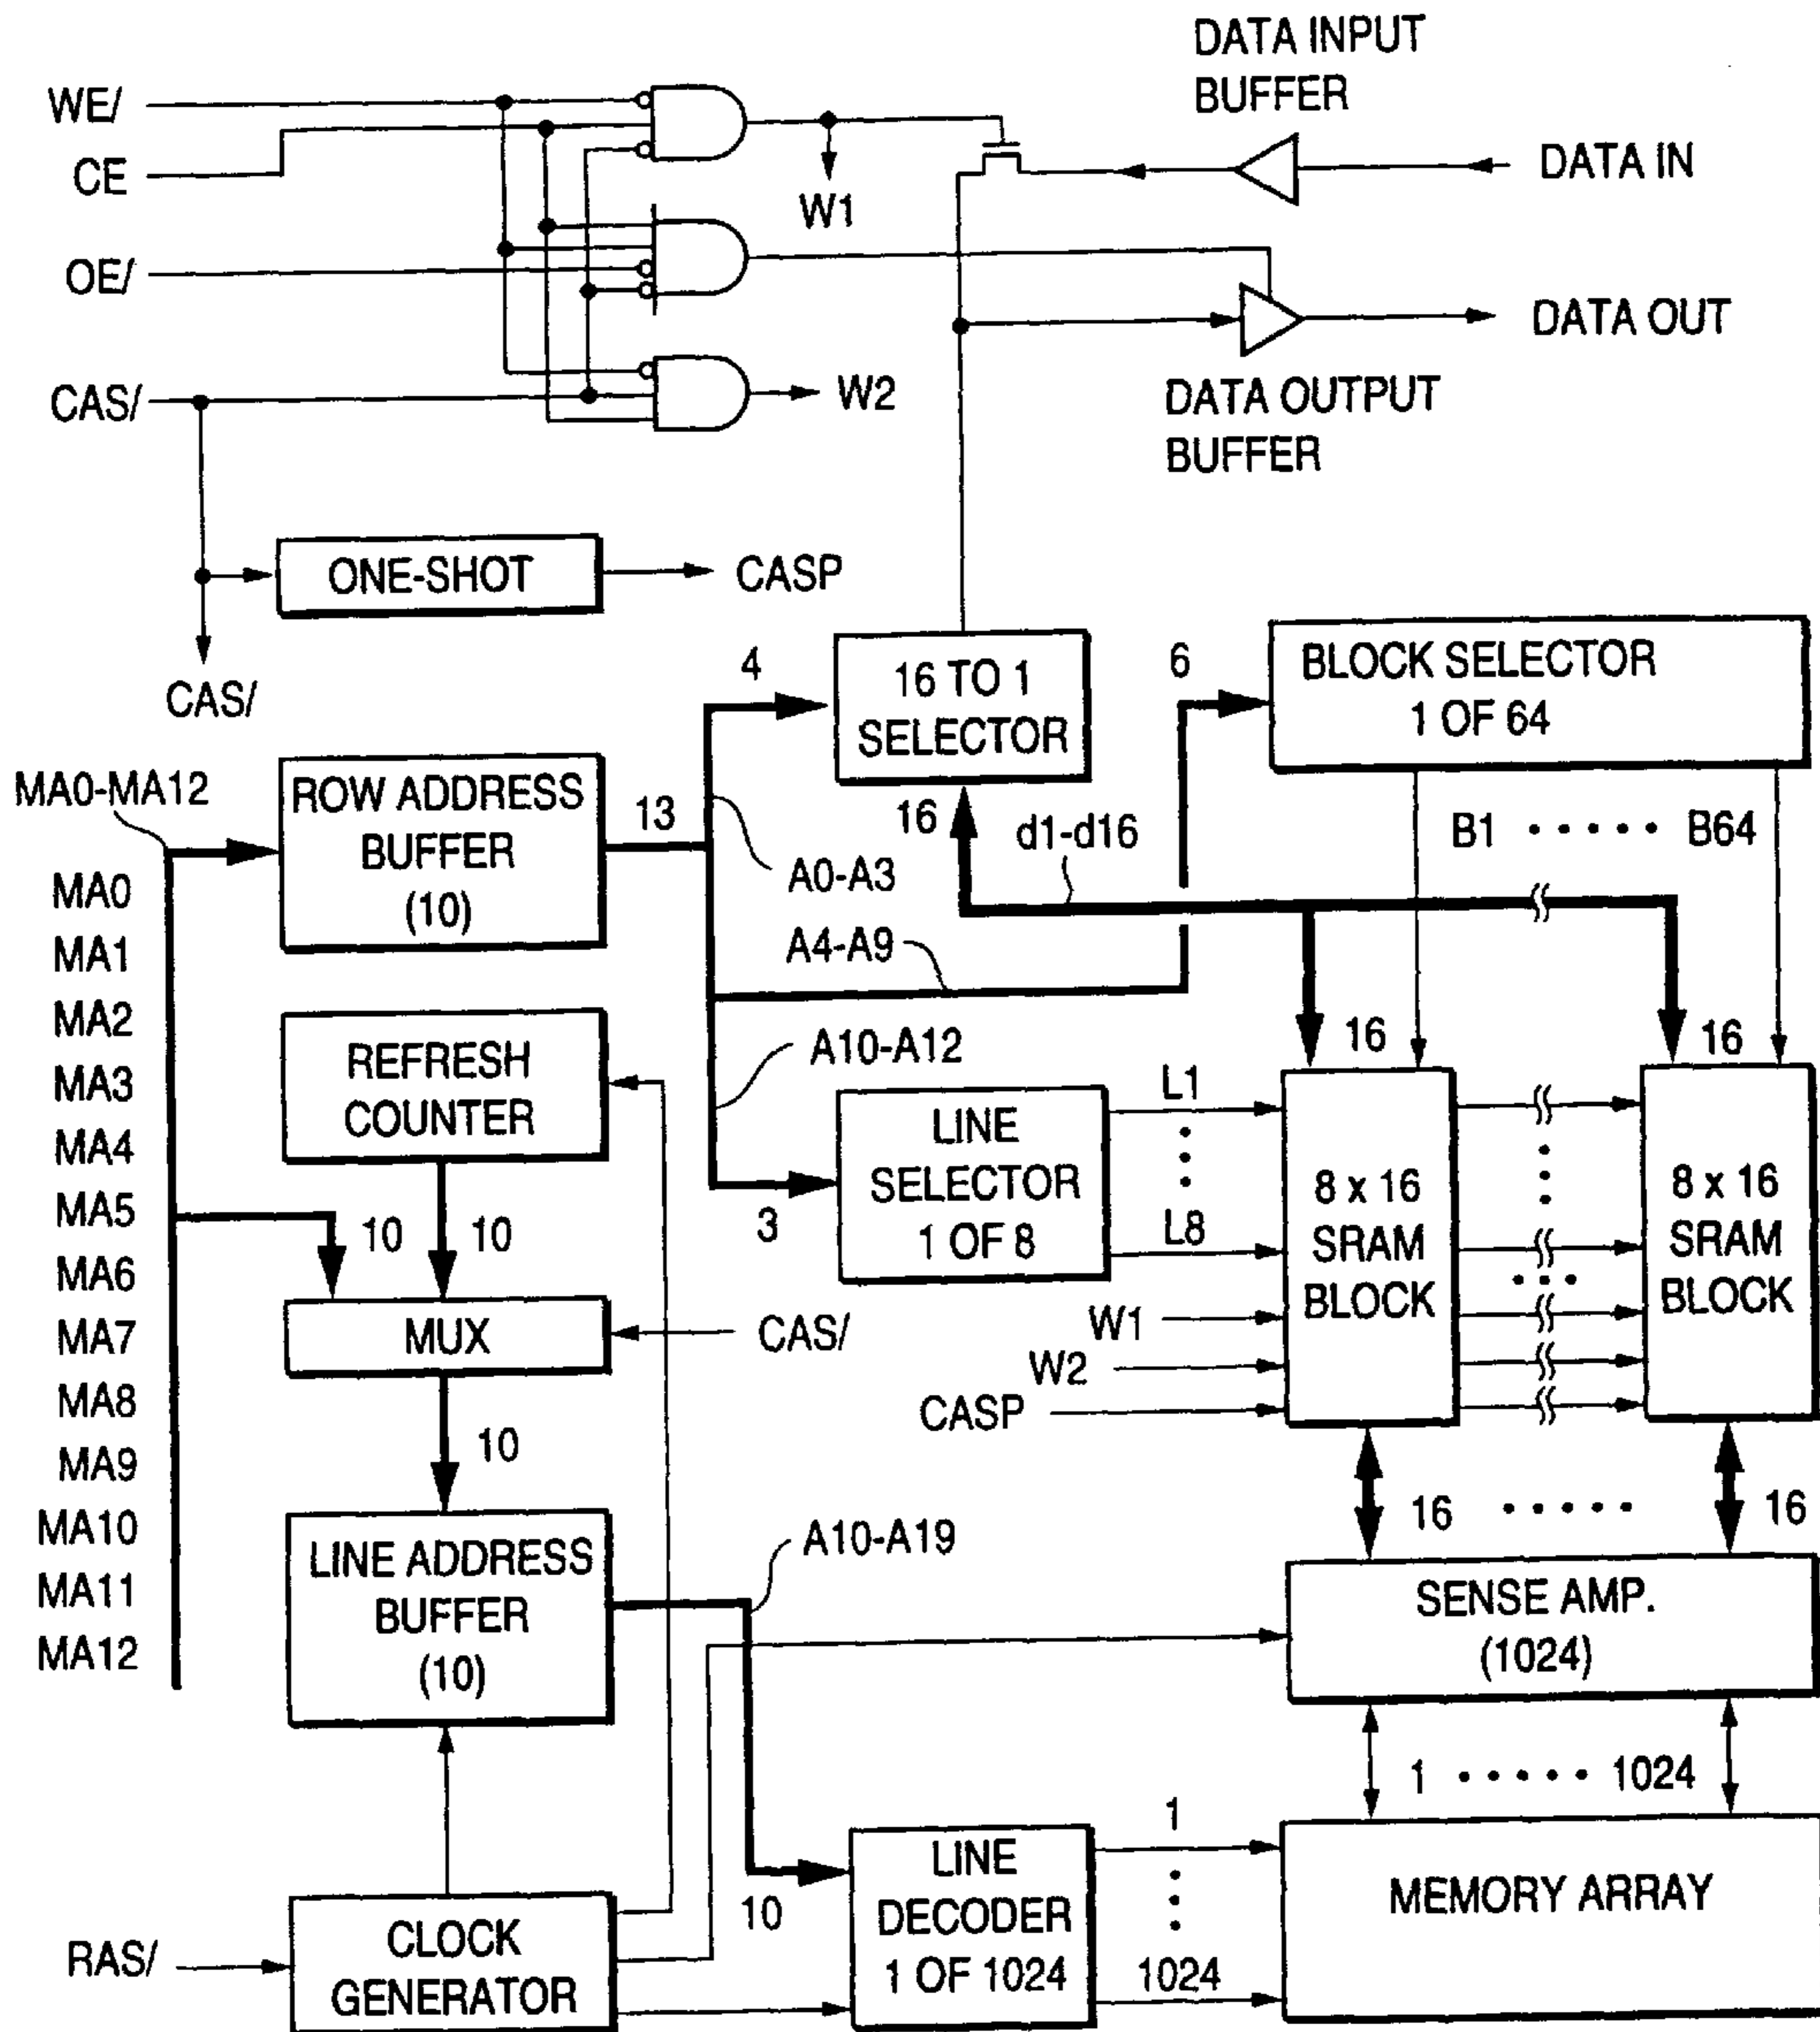 DATA INPUT
BUFFER
WE/
CE
DATA IN
W1
OE/
DATA OUT
CAS/
W2
DATA OUTPUT
BUFFER
ONE-SHOT
CASP
CAS/
4
16 TO 1
SELECTOR
6
BLOCK SELECTOR
1 OF 64
MA0-MA12
ROW ADDRESS
BUFFER
(10)
13
16
d1-d16
B1 • • • • • B64
A0-A3
A4-A9
MA0
MA1
MA2
MA3
MA4
MA5
MA6
MA7
MA8
MA9
MA10
MA11
MA12
REFRESH
COUNTER
A10-A12
16
16
LINE
SELECTOR
1 OF 8
L1
L8
3
8 x 16
SRAM
BLOCK
8 x 16
SRAM
BLOCK
10
10
MUX
CAS/
W1
W2
CASP
10
16 • • • • • 16
LINE ADDRESS
BUFFER
(10)
A10-A19
SENSE AMP.
(1024)
1 • • • • • 1024
RAS/
CLOCK
GENERATOR
10
LINE
DECODER
1 OF 1024
1
1024
MEMORY ARRAY